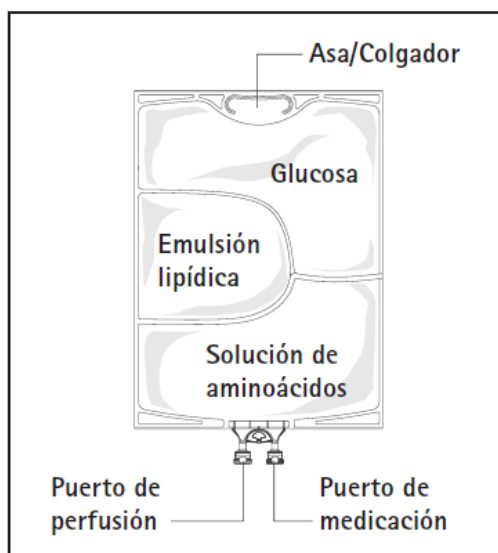 Asa/Colgador
Glucosa
Emulsión
lipídica
Solución de
aminoácidos
Puerto de
perfusión
Puerto de
medicación